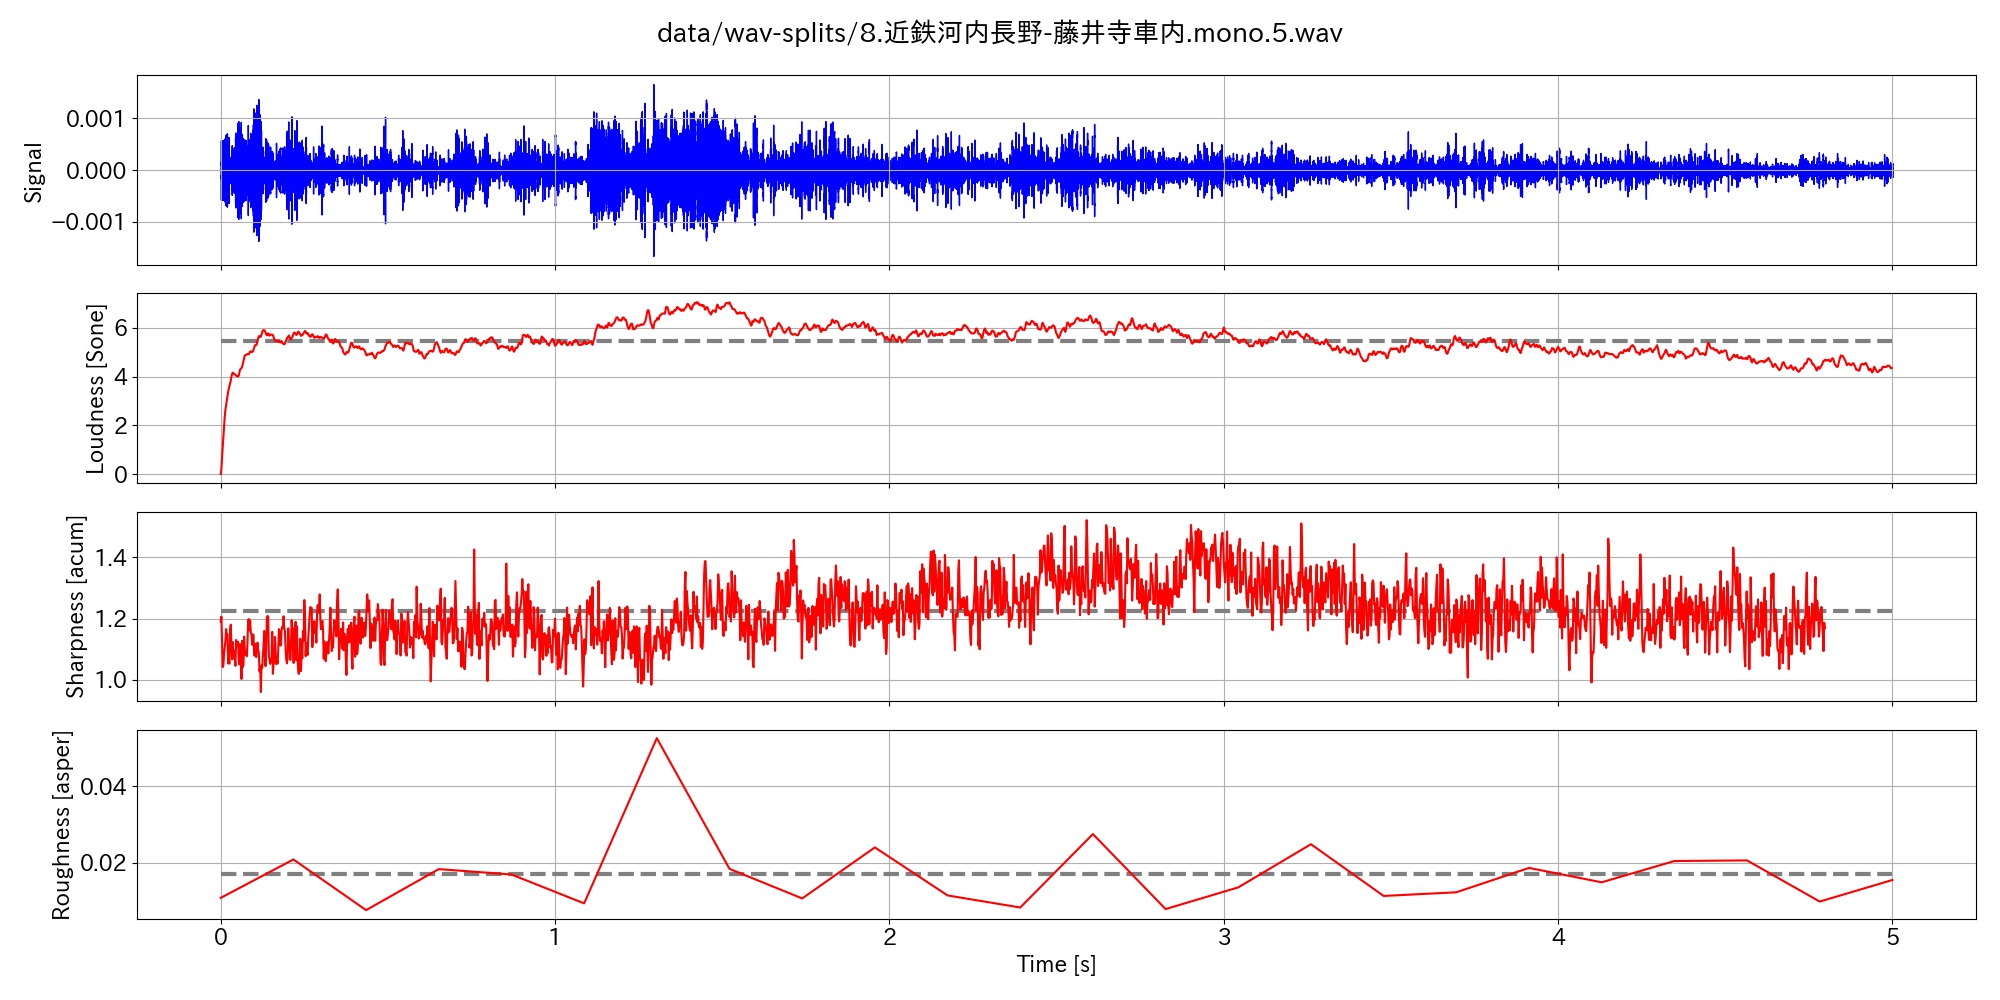 data/wav-splits/8.近鉄河内長野-藤井寺車内.mono.5.wav
Signal
0.001
0.000
−0.001
Loudness [Sone]
6
4
2
0
Sharpness [acum]
1.4
1.2
1.0
Roughness [asper]
0.04
0.02
0 1 2 3 4 5
Time [s]